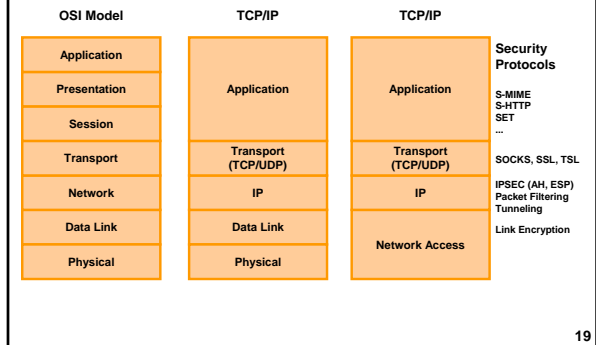 OSI Model
TCP/IP
TCP/IP
Application
Presentation
Session
Transport
Network
Data Link
Physical
Application
Transport
(TCP/UDP)
IP
Data Link
Physical
Application
Transport
(TCP/UDP)
IP
Network Access
Security
Protocols
S-MIME
S-HTTP
SET
...
SOCKS, SSL, TSL
IPSEC (AH, ESP)
Packet Filtering
Tunneling
Link Encryption
19